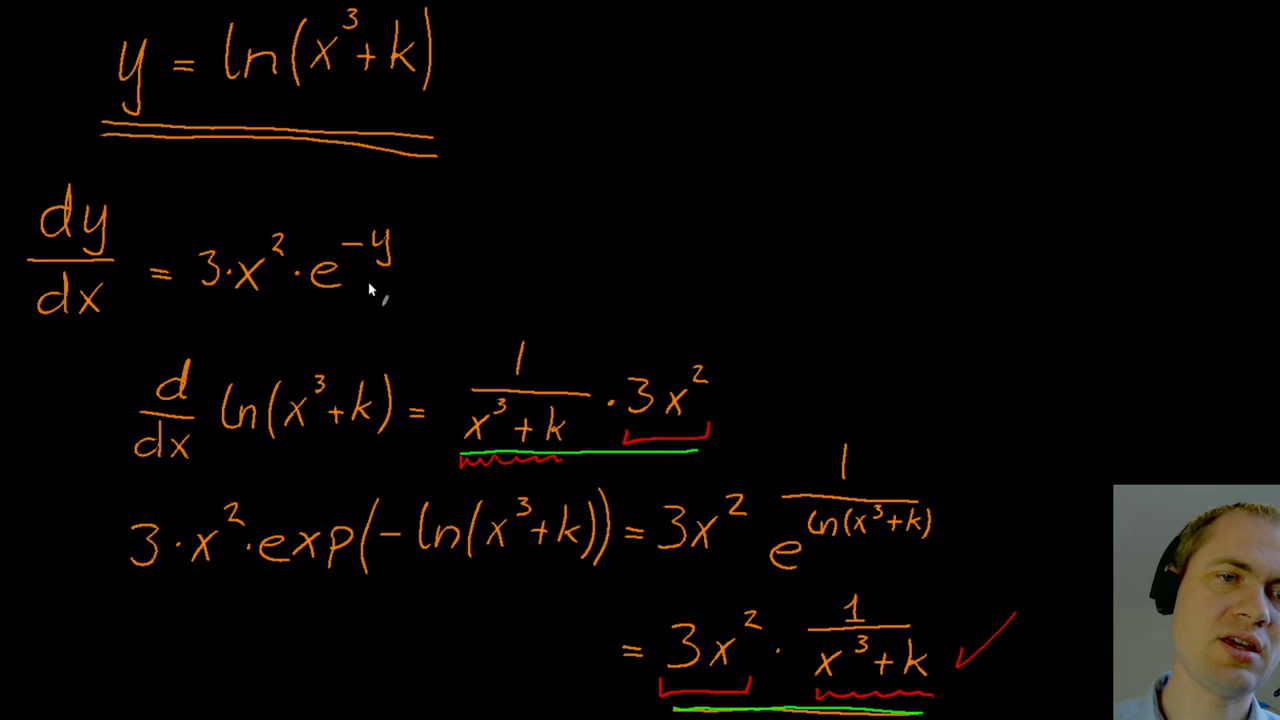 y = ln(x³+k)
dy/dx = 3·x²·e^(-y)
d/dx ln(x³+k) = 1/(x³+k) · 3x²
3·x²·exp(-ln(x³+k)) = 3x² 1/e^(ln(x³+k))
= 3x² · 1/(x³+k) ✓